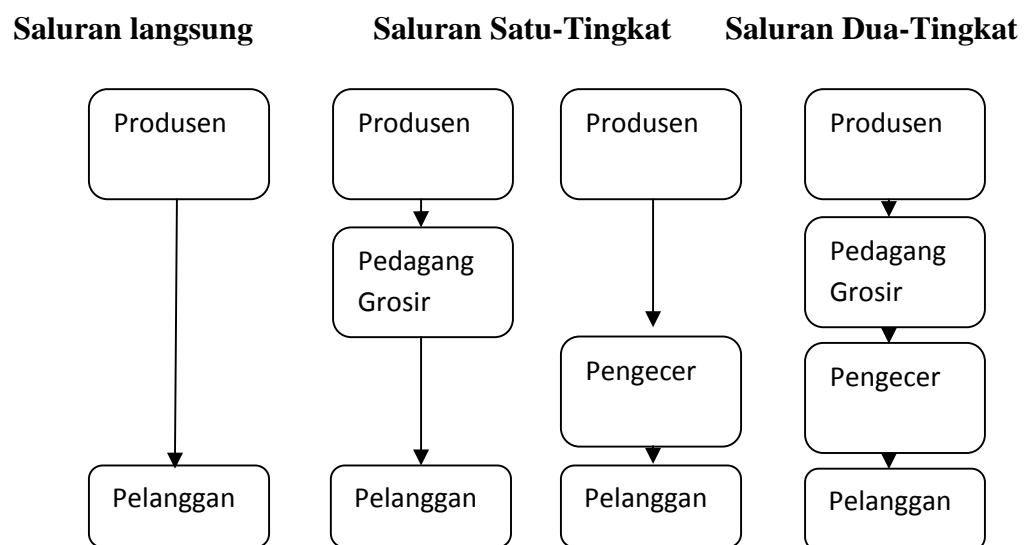 Saluran langsung
Saluran Satu-Tingkat
Saluran Dua-Tingkat
Produsen
Pelanggan
Produsen
Pedagang
Grosir
Pelanggan
Produsen
Pengecer
Pelanggan
Produsen
Pedagang
Grosir
Pengecer
Pelanggan